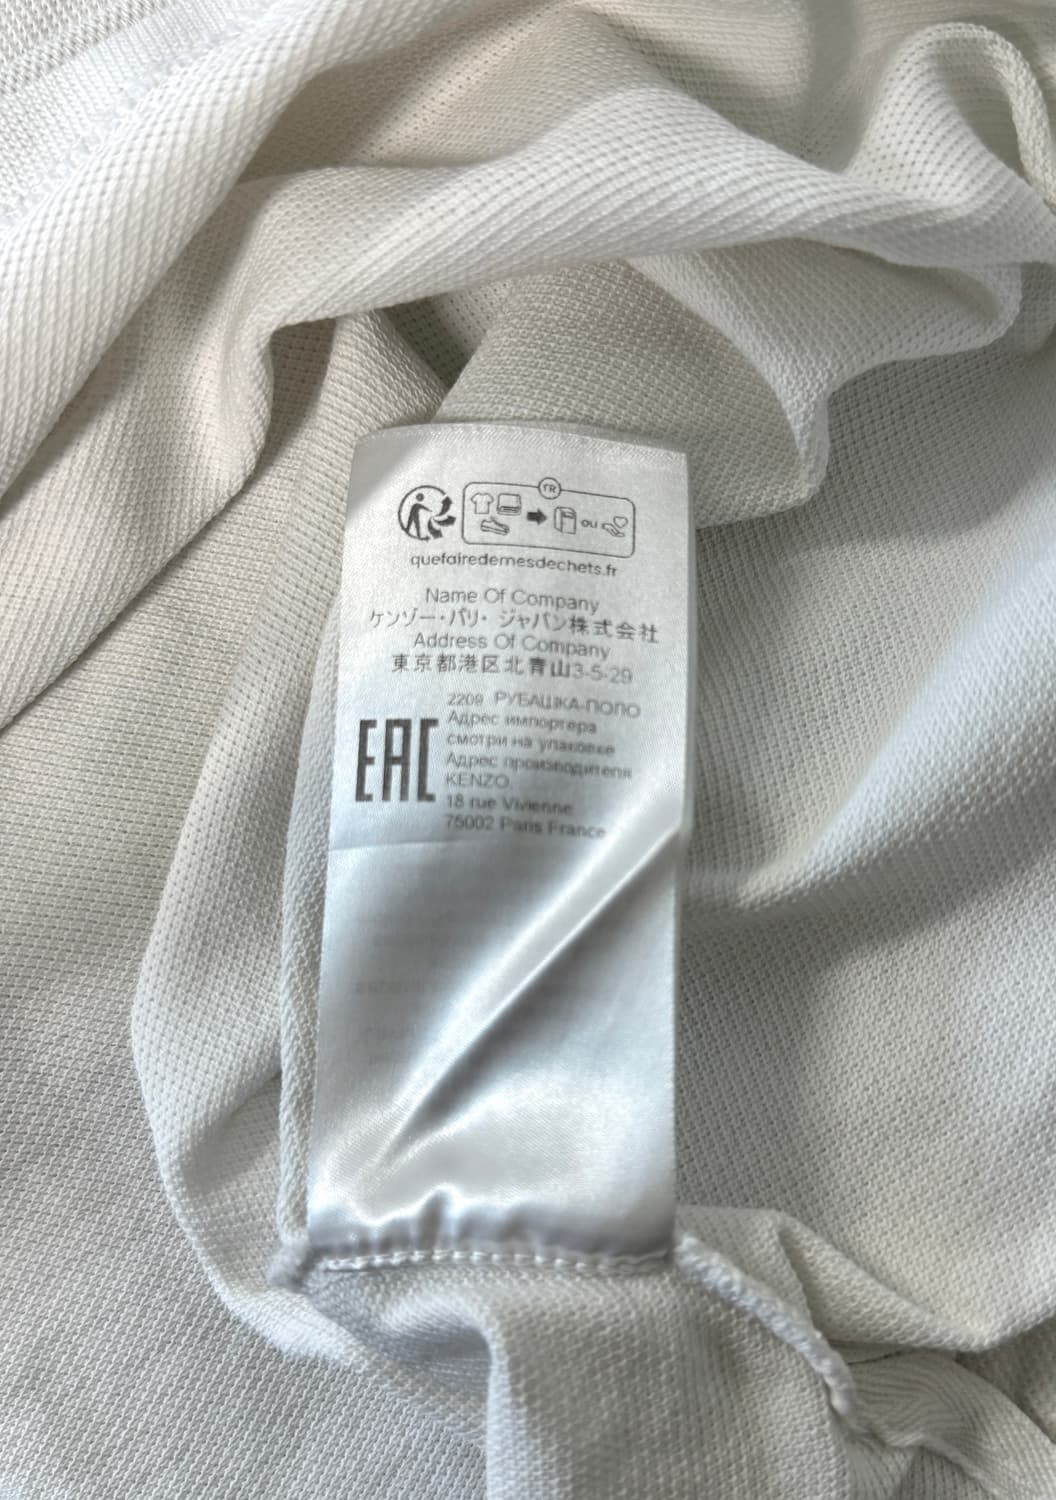 FR
ou
quefairedemesdechets.fr
Name Of Company
ケンゾー・パリ・ ジャパン株式会社
Address Of Company
東京都港区北青山3-5-29
2209 РУБАШКА-ПОЛО
Адрес импортера
смотри на упаковке
Адрес производителя
KENZO
18 rue Vivienne
75002 Paris France
EAC